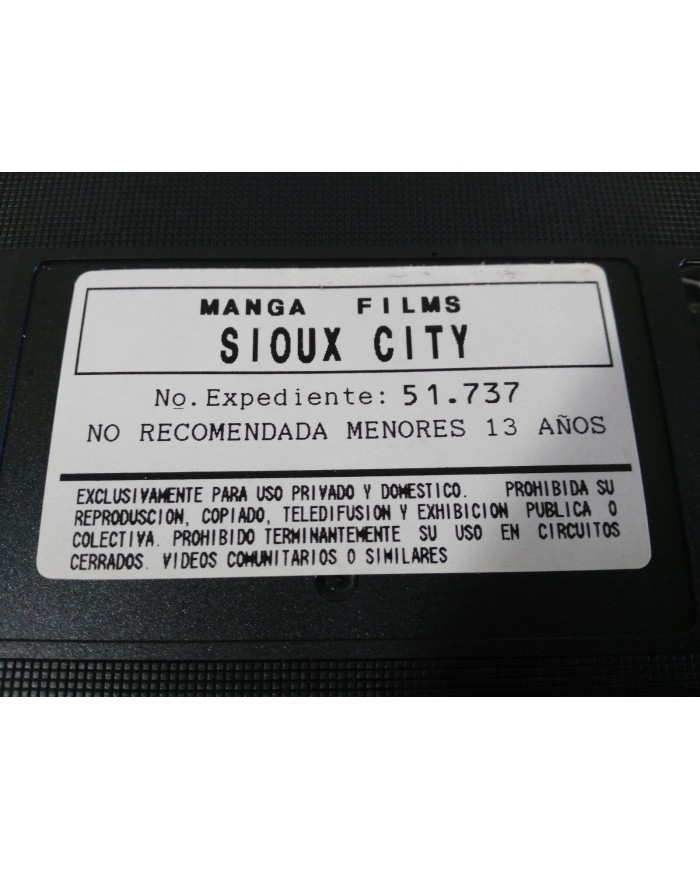 MANGA FILMS
SIOUX CITY
Nº. Expediente: 51.737
NO RECOMENDADA MENORES 13 AÑOS
EXCLUSIVAMENTE PARA USO PRIVADO Y DOMESTICO. PROHIBIDA SU
REPRODUSCION, COPIADO, TELEDIFUSION Y EXHIBICION PUBLICA O
COLECTIVA. PROHIBIDO TERMINANTEMENTE SU USO EN CIRCUITOS
CERRADOS. VIDEOS COMUNITARIOS O SIMILARES